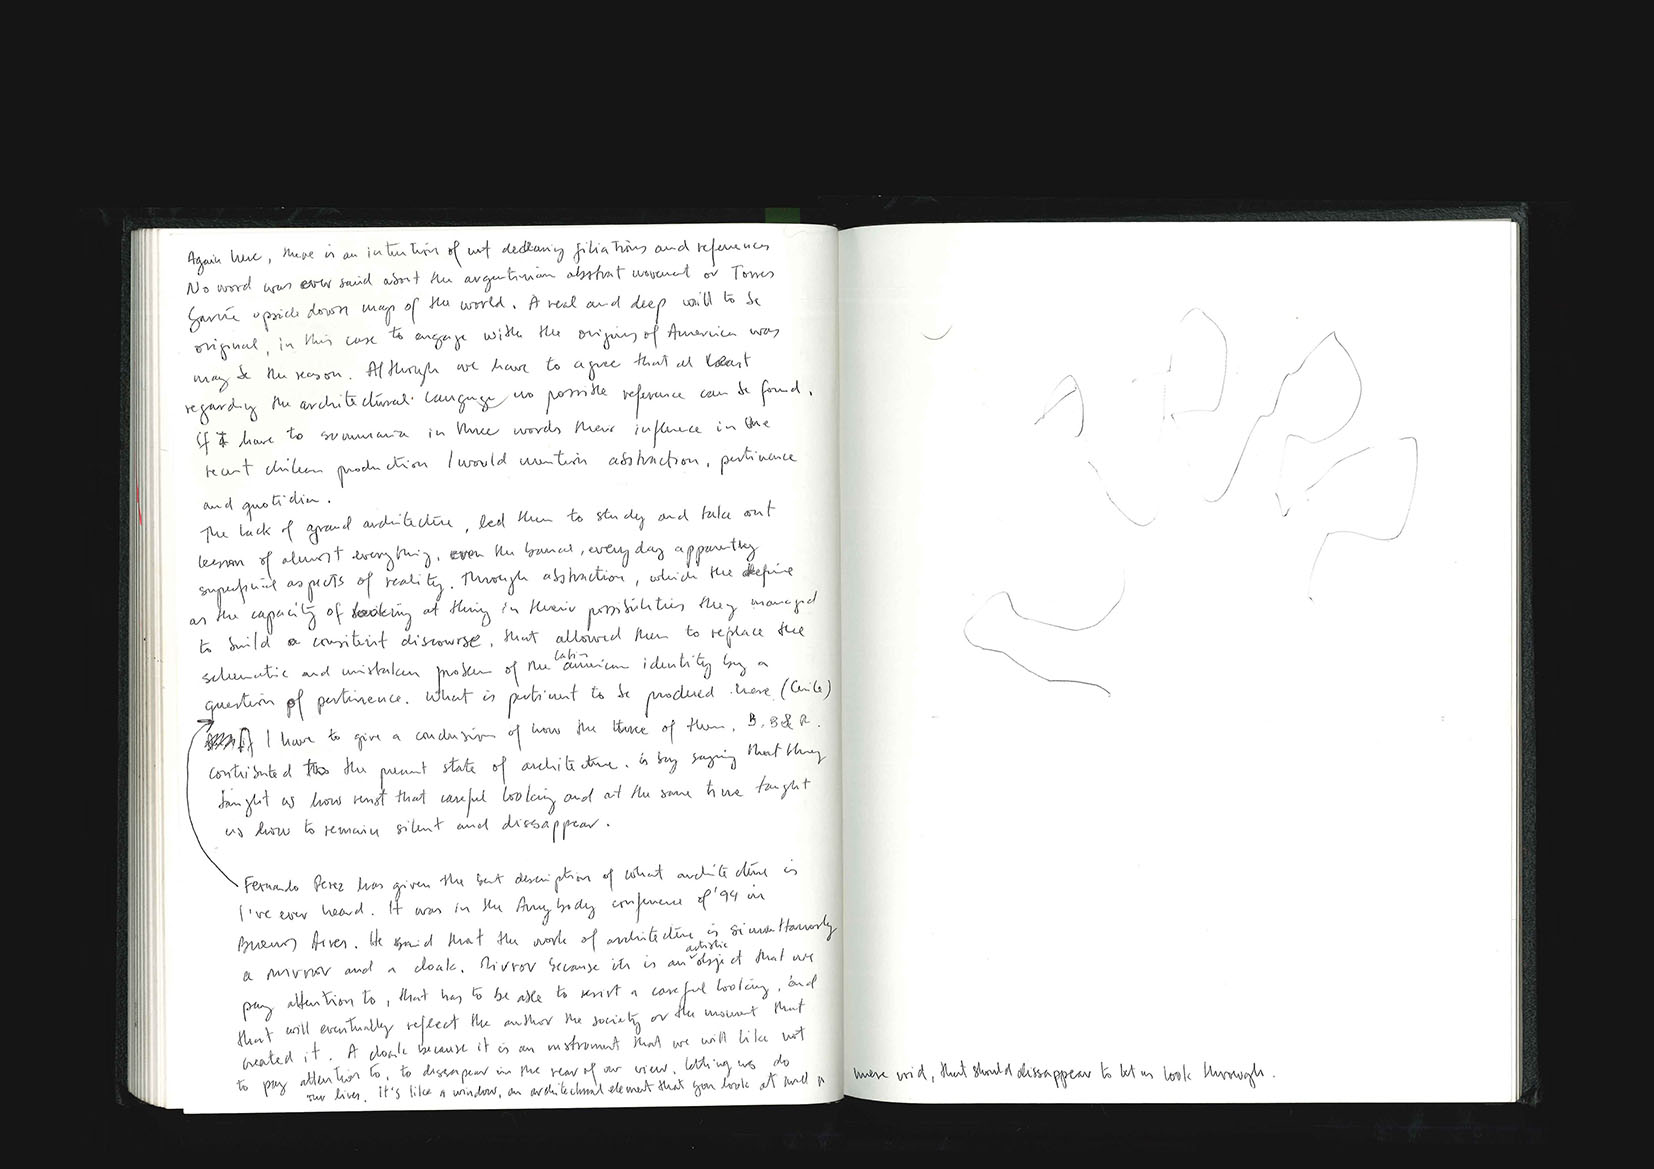 Again here, there is an intention of not declaring filiations and references
No word was ever said about the argentinian abstrat movement or Torres
García upside down map of the world. A real and deep will to be
original, in this case to engage with the origins of America was
may be the reason. Although we have to agree that at least
regarding the architectural language no possible reference can be found.
If I have to summarize in three words their influence in the
recent chilean production I would mention abstraction, pertinence
and quotidian.
The lack of grand architecture, led them to study and take out
lesson of almost everything, even the banal, every day apparently
superficial aspects of reality. Through abstraction, which the define
as the capacity of looking at thing in their possibilities they managed
to build a consitent discourse, that allowed them to replace the
schematic and mistaken problem of the latin american identity by a
question of pertinence. What is pertinent to be produced here (Chile)
If I have to give a conclusion of how the three of them, B. B & R.
contributed to the present state of architecture. is by saying that they
taught us how resist that careful looking and at the same time taught
us how to remain silent and dissappear.
Fernando Perez has given the best description of what architecture is
I've ever heard. It was in the Anybody conference of '94 in
Buenos Aires. He said that the work of architecture is simultaneously
a mirror and a cloak. Mirror because its is an artistic object that we
pay attention to, that has to be able to resist a careful looking, and
that will eventually reflect the author the society or the moment that
created it. A cloak because it is an instrument that we will like not
to pay attention to, to dissapear in the rear of our view, letting us do
our lives. it's like a window, an architectural element that you look at
mere void, that should dissappear to let us look through.